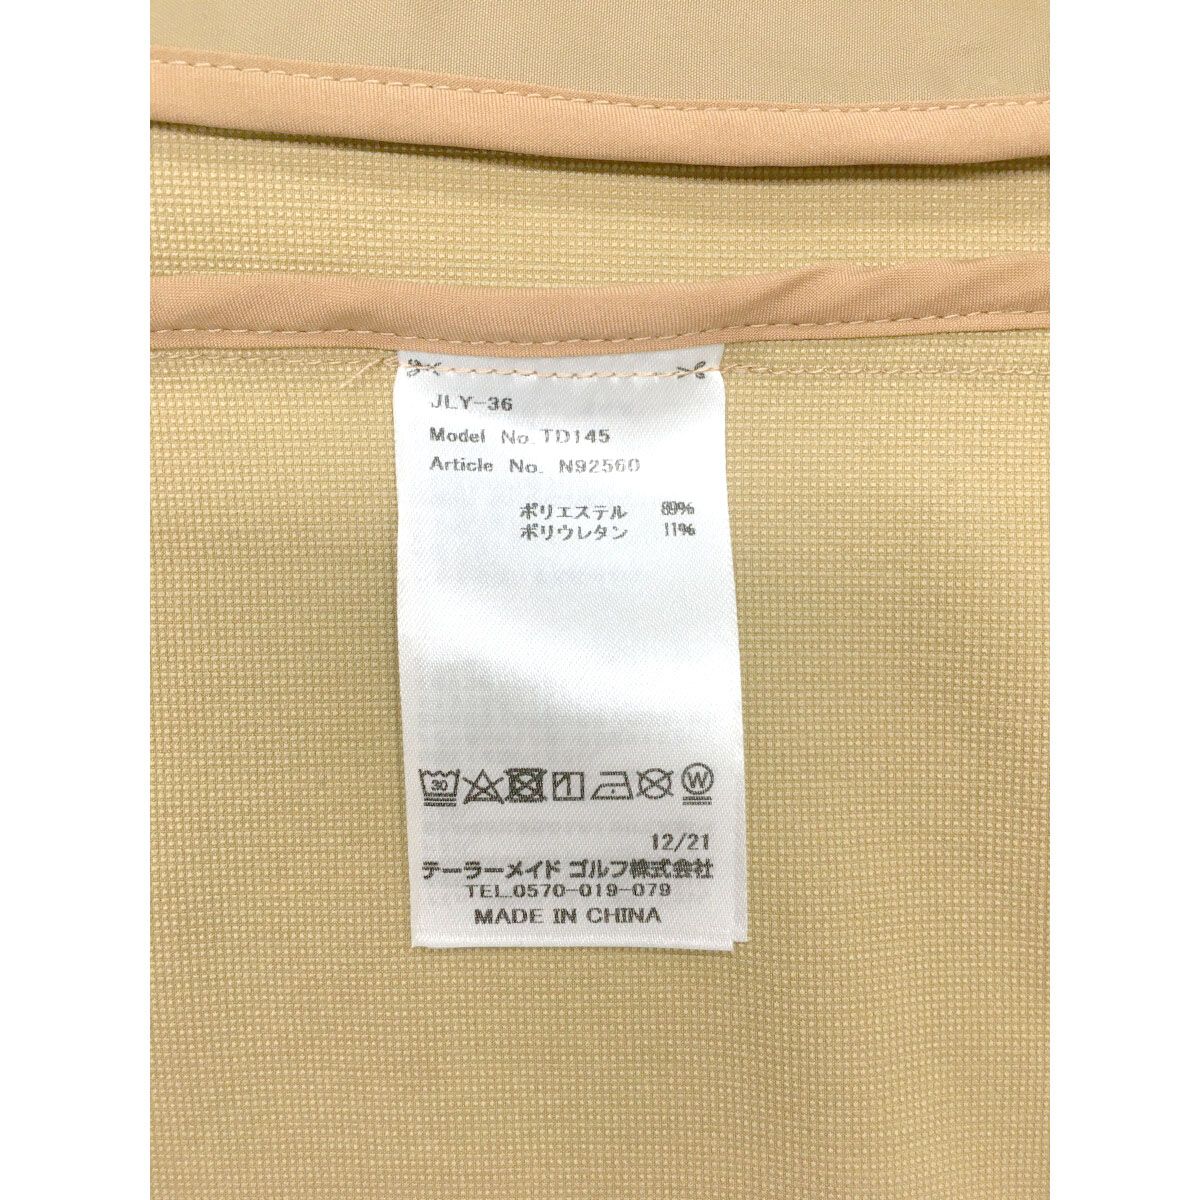 JLY-36
Model No. TD145
Article No. N92560
ポリエステル 89%
ポリウレタン 11%
30
W
12/21
テーラーメイド ゴルフ株式会社
TEL.0570-019-079
MADE IN CHINA